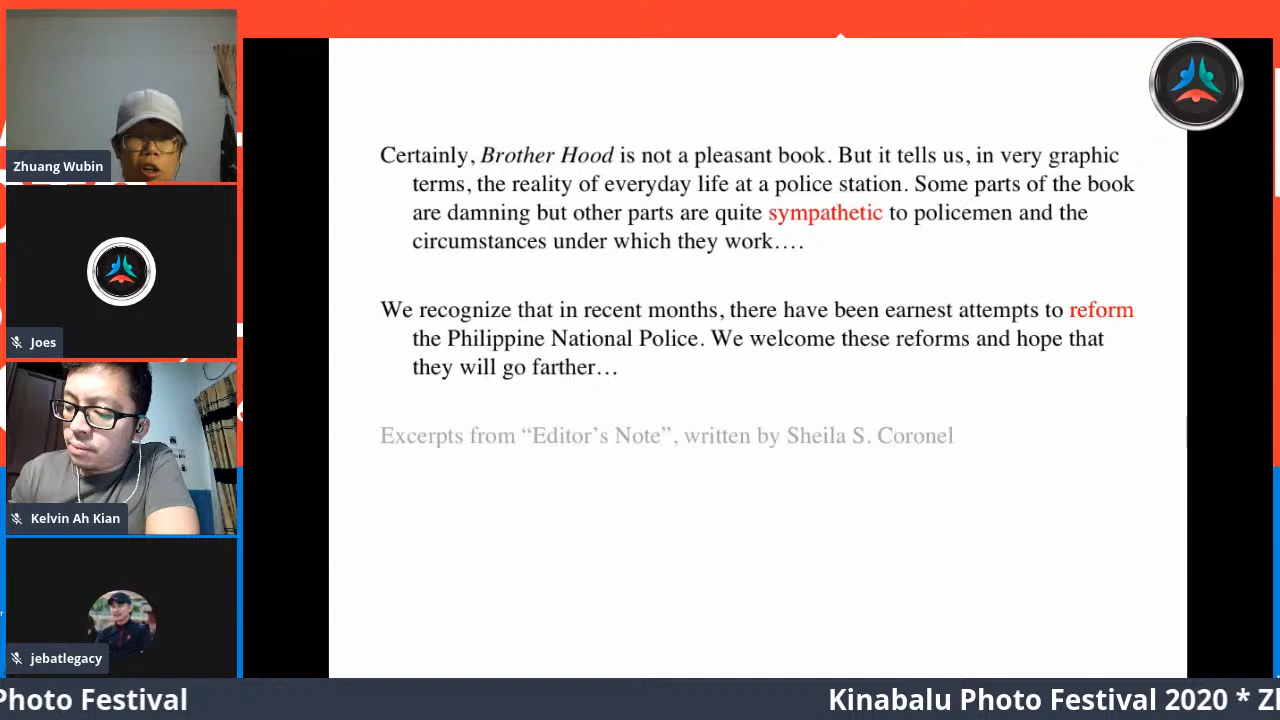 Zhuang Wubin
Joes
Kelvin Ah Kian
jebatlegacy
Certainly, Brother Hood is not a pleasant book. But it tells us, in very graphic
terms, the reality of everyday life at a police station. Some parts of the book
are damning but other parts are quite sympathetic to policemen and the
circumstances under which they work….
We recognize that in recent months, there have been earnest attempts to reform
the Philippine National Police. We welcome these reforms and hope that
they will go farther…
Excerpts from “Editor’s Note”, written by Sheila S. Coronel
Photo Festival
Kinabalu Photo Festival 2020 * Z